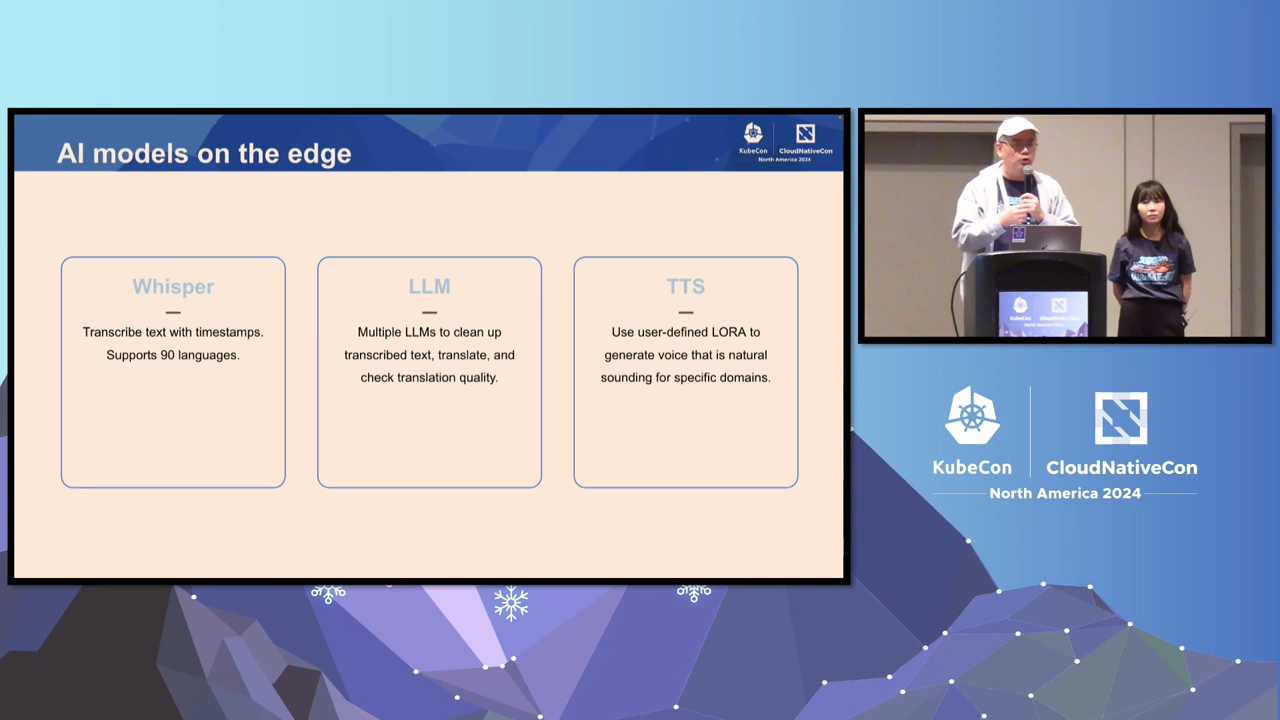 AI models on the edge
KubeCon
CloudNativeCon
North America 2024
Whisper
Transcribe text with timestamps.
Supports 90 languages.
LLM
Multiple LLMs to clean up
transcribed text, translate, and
check translation quality.
TTS
Use user-defined LORA to
generate voice that is natural
sounding for specific domains.
KubeCon
CloudNativeCon
North America 2024